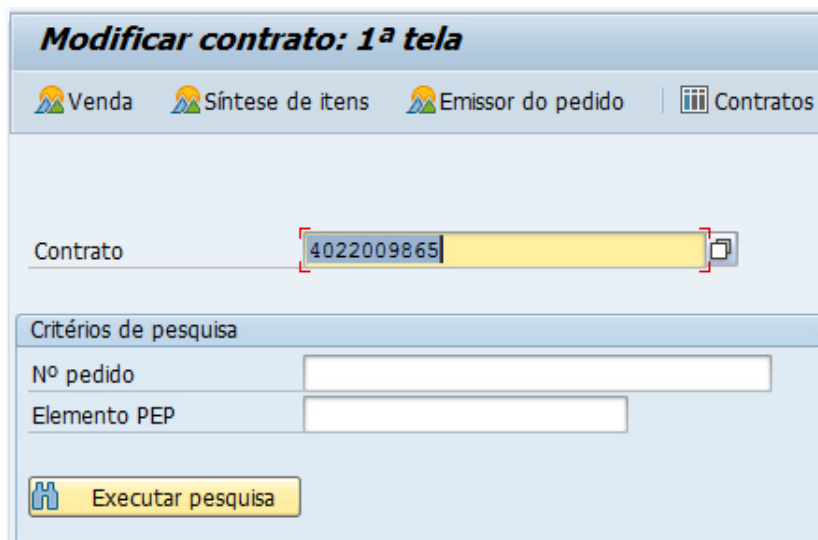 Modificar contrato: 1ª tela
Venda Síntese de itens Emissor do pedido Contratos
Contrato 4022009865
Critérios de pesquisa
Nº pedido
Elemento PEP
Executar pesquisa